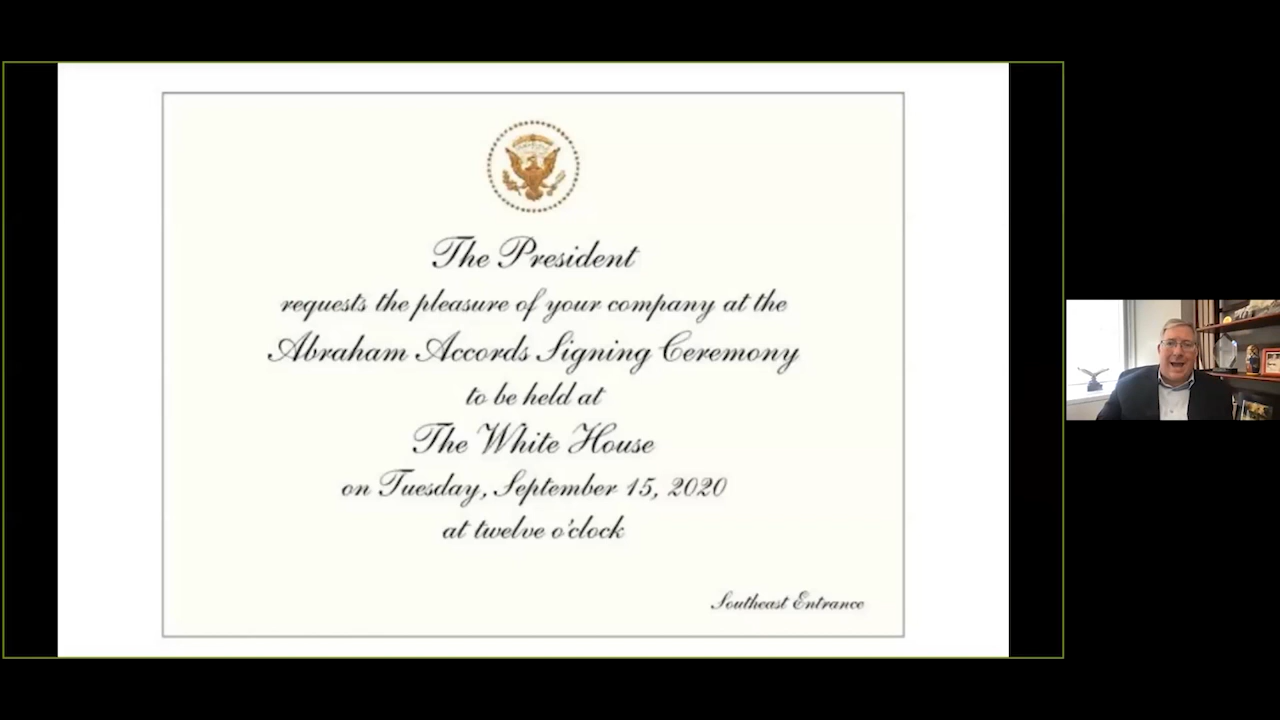 The President
requests the pleasure of your company at the
Abraham Accords Signing Ceremony
to be held at
The White House
on Tuesday, September 15, 2020
at twelve o'clock
Southeast Entrance